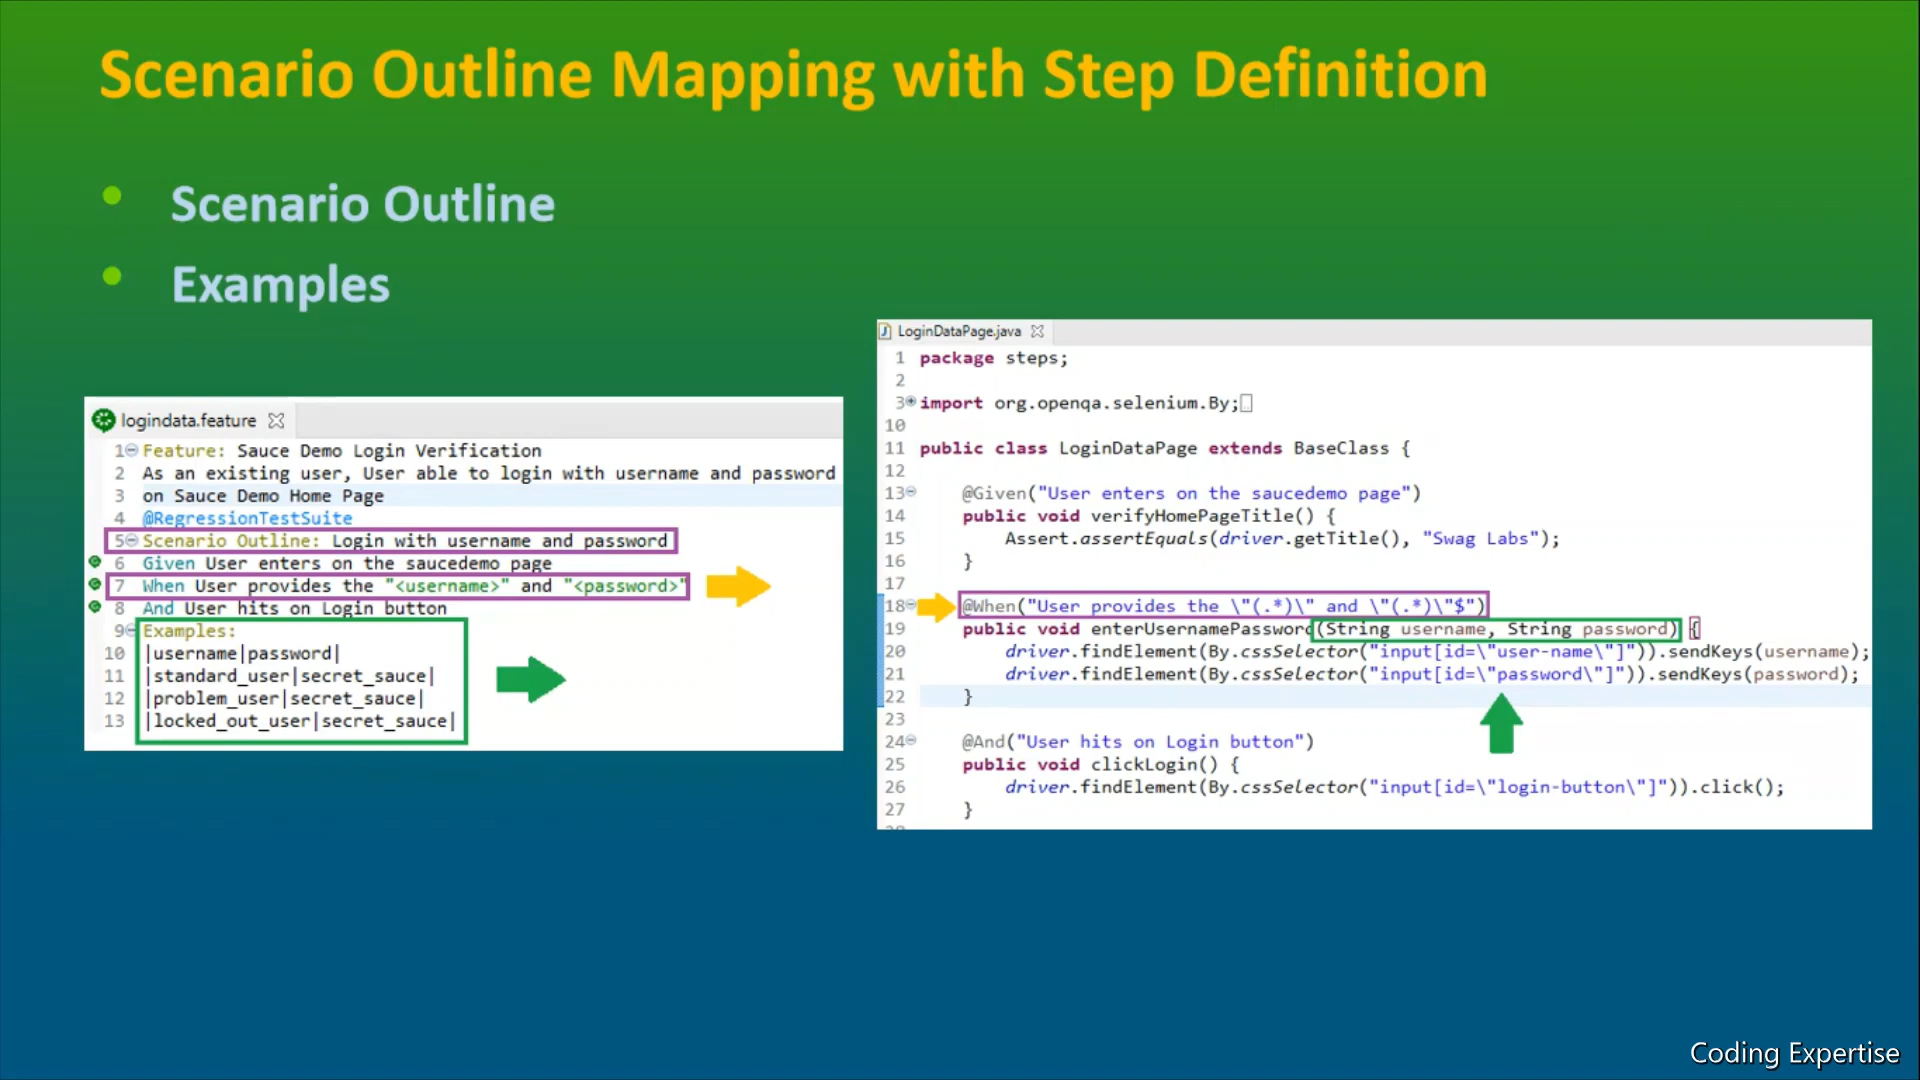 Scenario Outline Mapping with Step Definition
• Scenario Outline
• Examples
logindata.feature
1 Feature: Sauce Demo Login Verification
2 As an existing user, User able to login with username and password
3 on Sauce Demo Home Page
4 @RegressionTestSuite
5 Scenario Outline: Login with username and password
6 Given User enters on the saucedemo page
7 When User provides the "<username>" and "<password>"
8 And User hits on Login button
9 Examples:
10 |username|password|
11 |standard_user|secret_sauce|
12 |problem_user|secret_sauce|
13 |locked_out_user|secret_sauce|
LoginDataPage.java
1 package steps;
2
3 import org.openqa.selenium.By;
10
11 public class LoginDataPage extends BaseClass {
12
13 @Given("User enters on the saucedemo page")
14 public void verifyHomePageTitle() {
15 Assert.assertEquals(driver.getTitle(), "Swag Labs");
16 }
17
18 @When("User provides the \"(.*)\" and \"(.*)\"$")
19 public void enterUsernamePassword(String username, String password) {
20 driver.findElement(By.cssSelector("input[id=\"user-name\"]")).sendKeys(username);
21 driver.findElement(By.cssSelector("input[id=\"password\"]")).sendKeys(password);
22 }
23
24 @And("User hits on Login button")
25 public void clickLogin() {
26 driver.findElement(By.cssSelector("input[id=\"login-button\"]")).click();
27 }
Coding Expertise